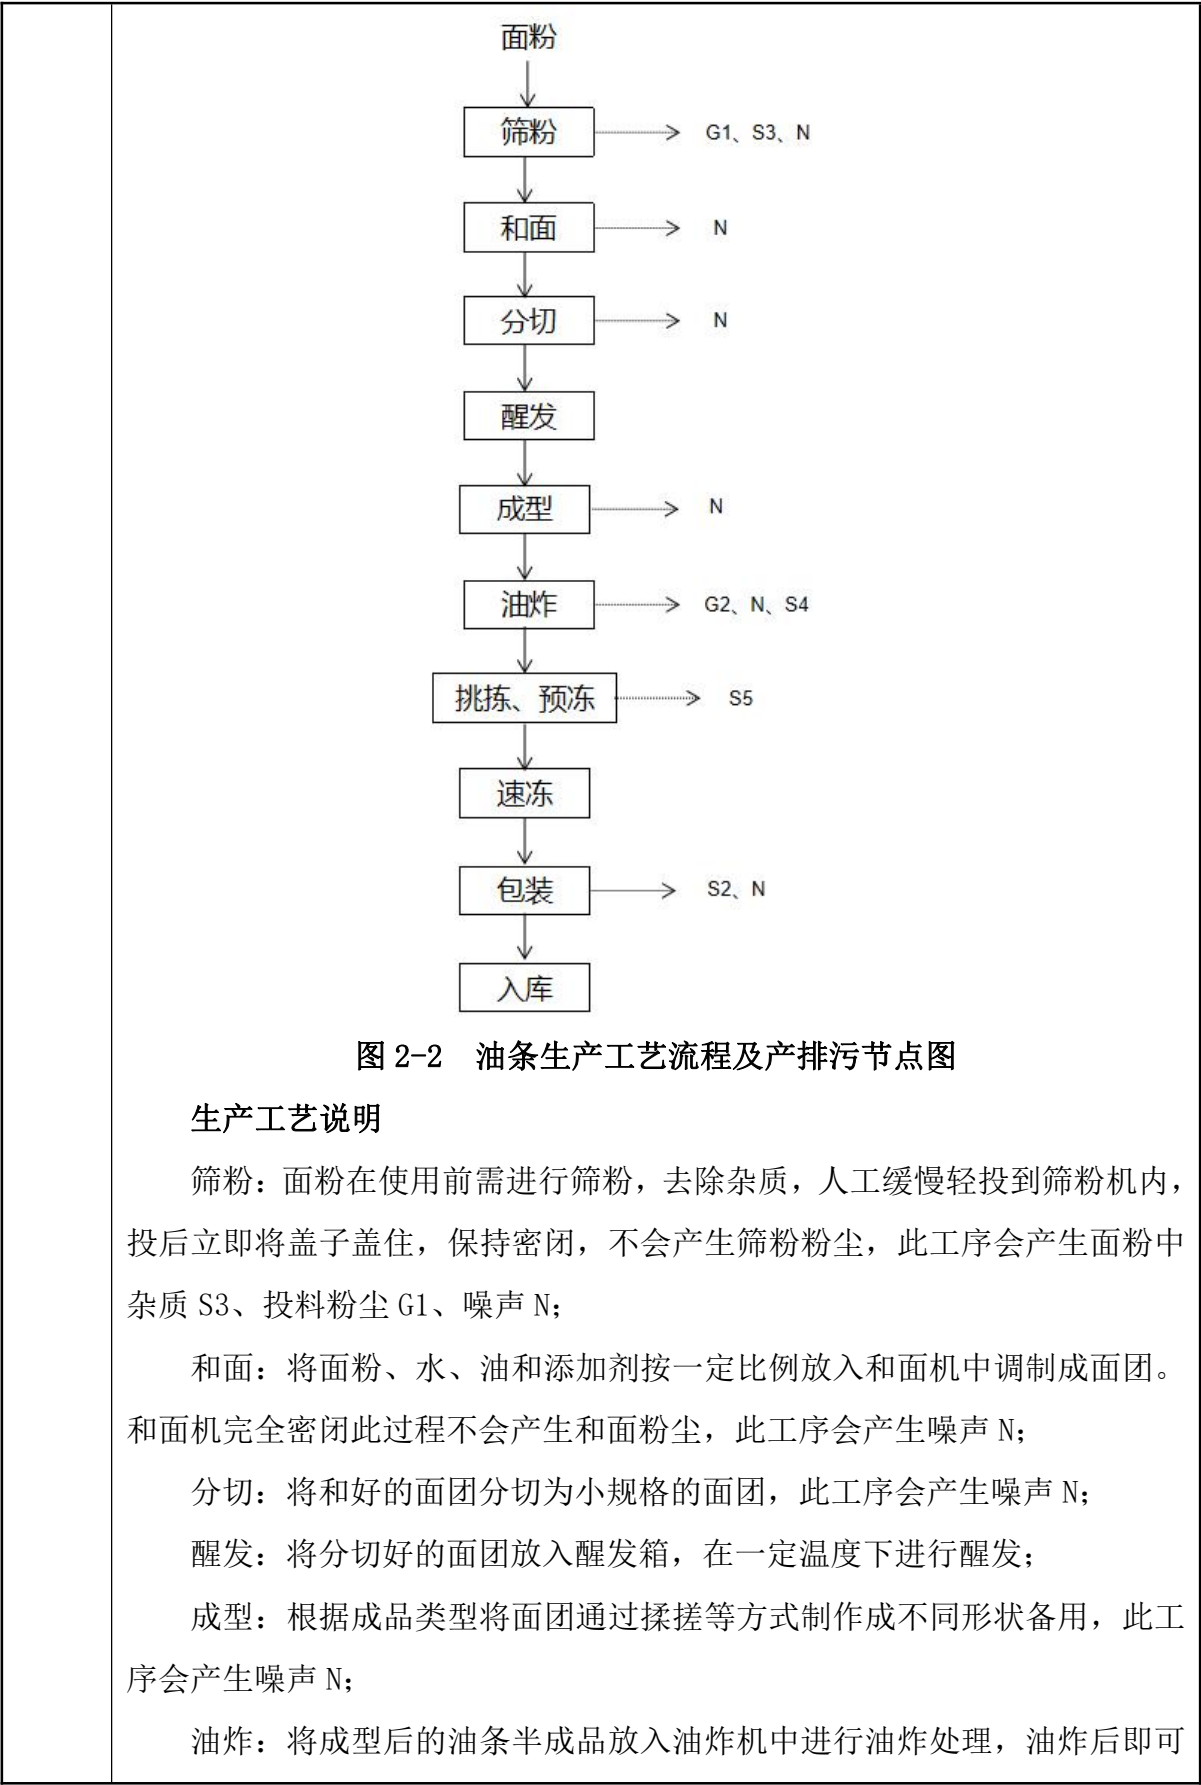 面粉
筛粉 G1、S3、N
和面 N
分切 N
醒发
成型 N
油炸 G2、N、S4
挑拣、预冻 S5
速冻
包装 S2、N
入库
图 2-2 油条生产工艺流程及产排污节点图
生产工艺说明
筛粉：面粉在使用前需进行筛粉，去除杂质，人工缓慢轻投到筛粉机内，
投后立即将盖子盖住，保持密闭，不会产生筛粉粉尘，此工序会产生面粉中
杂质 S3、投料粉尘 G1、噪声 N；
和面：将面粉、水、油和添加剂按一定比例放入和面机中调制成面团。
和面机完全密闭此过程不会产生和面粉尘，此工序会产生噪声 N；
分切：将和好的面团分切为小规格的面团，此工序会产生噪声 N；
醒发：将分切好的面团放入醒发箱，在一定温度下进行醒发；
成型：根据成品类型将面团通过揉搓等方式制作成不同形状备用，此工
序会产生噪声 N；
油炸：将成型后的油条半成品放入油炸机中进行油炸处理，油炸后即可